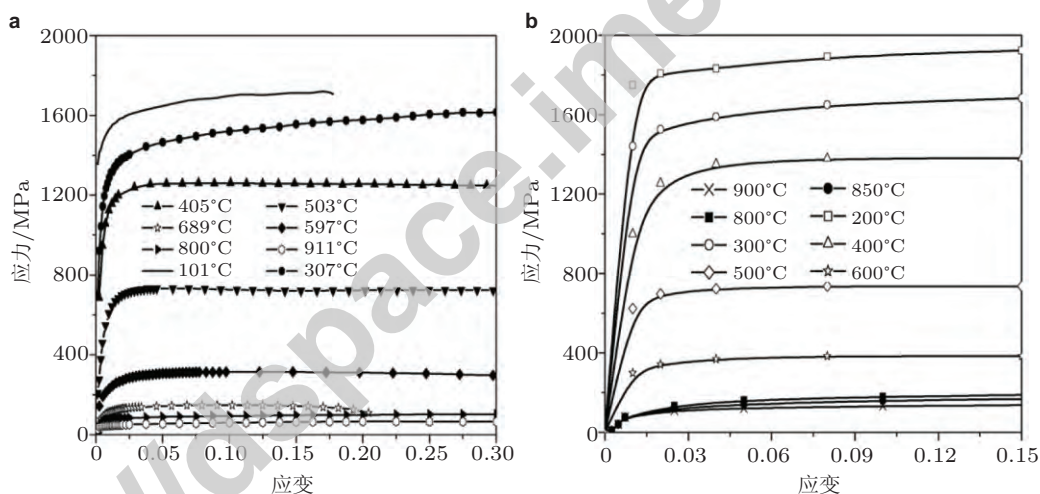 a
2000
1600
1200
800
400
0
应力/MPa
405°C 503°C
689°C 597°C
800°C 911°C
101°C 307°C
0 0.05 0.10 0.15 0.20 0.25 0.30
应变
b
2000
1600
1200
800
400
0
应力/MPa
900°C 850°C
800°C 200°C
300°C 400°C
500°C 600°C
0 0.03 0.06 0.09 0.12 0.15
应变
//dspace.ime